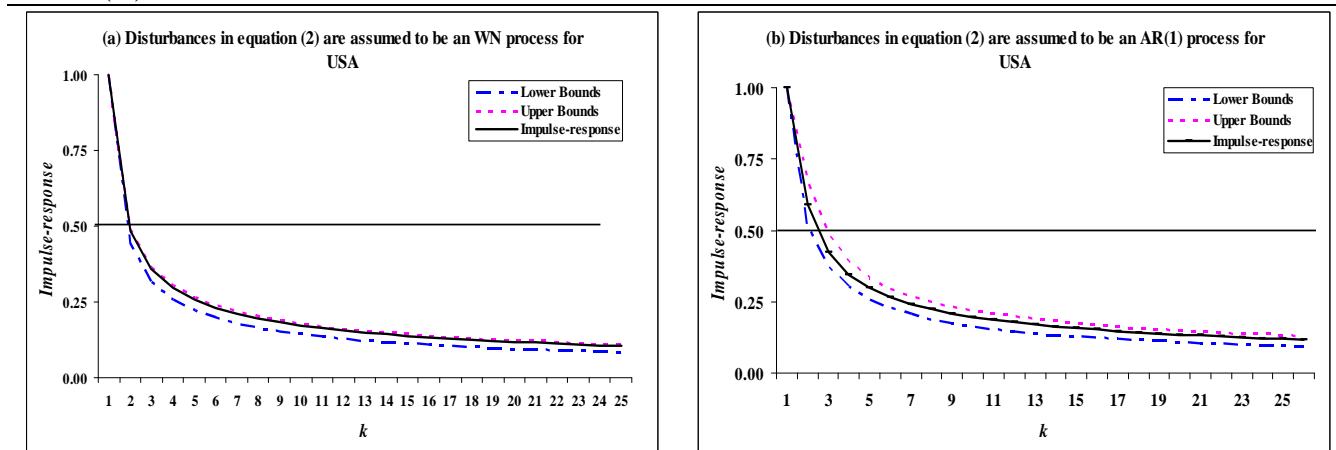 (a) Disturbances in equation (2) are assumed to be an WN process for
USA
Lower Bounds
Upper Bounds
Impulse-response
1.00
0.75
0.50
0.25
0.00
Impulse-response
1 2 3 4 5 6 7 8 9 10 11 12 13 14 15 16 17 18 19 20 21 22 23 24 25
k
(b) Disturbances in equation (2) are assumed to be an AR(1) process for
USA
Lower Bounds
Upper Bounds
Impulse-response
1.00
0.75
0.50
0.25
0.00
Impulse-response
1 3 5 7 9 11 13 15 17 19 21 23 25
k